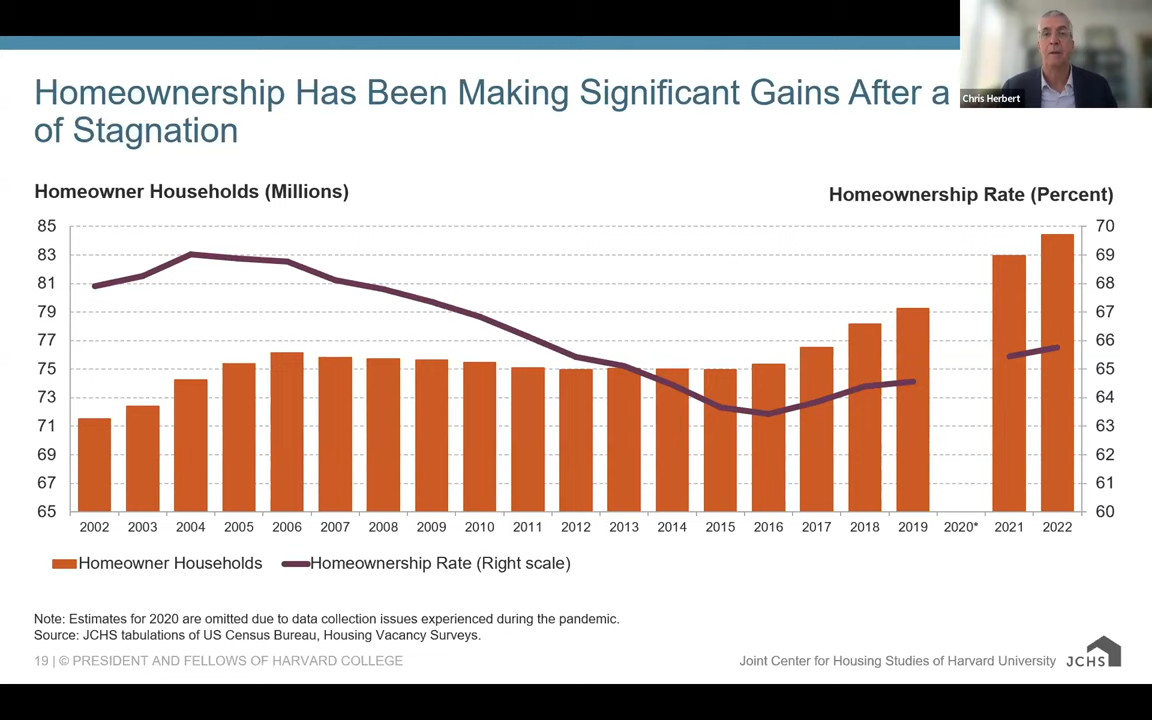 Homeownership Has Been Making Significant Gains After a
of Stagnation
Chris Herbert
Homeowner Households (Millions)
Homeownership Rate (Percent)
85
83
81
79
77
75
73
71
69
67
65
70
69
68
67
66
65
64
63
62
61
60
2002 2003 2004 2005 2006 2007 2008 2009 2010 2011 2012 2013 2014 2015 2016 2017 2018 2019 2020* 2021 2022
Homeowner Households Homeownership Rate (Right scale)
Note: Estimates for 2020 are omitted due to data collection issues experienced during the pandemic.
Source: JCHS tabulations of US Census Bureau, Housing Vacancy Surveys.
19 | © PRESIDENT AND FELLOWS OF HARVARD COLLEGE
Joint Center for Housing Studies of Harvard University JCHS